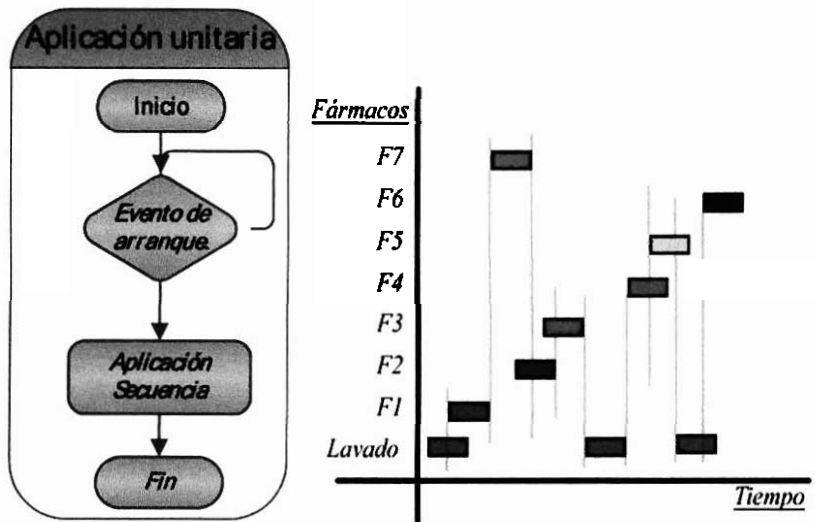 Aplicación unitaria
Inicio
Evento de
arranque.
Aplicación
Secuencia
Fin
Fármacos
F7
F6
F5
F4
F3
F2
F1
Lavado
Tiempo